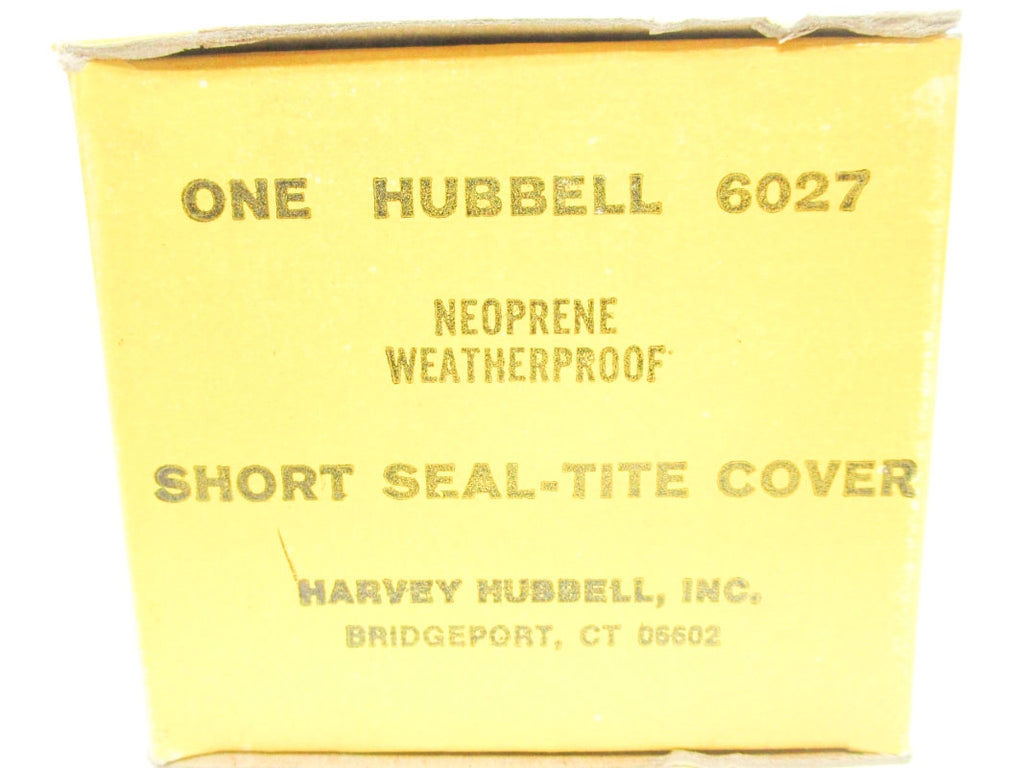 ONE HUBBELL 6027
NEOPRENE
WEATHERPROOF
SHORT SEAL-TITE COVER
HARVEY HUBBELL, INC.
BRIDGEPORT, CT 06602